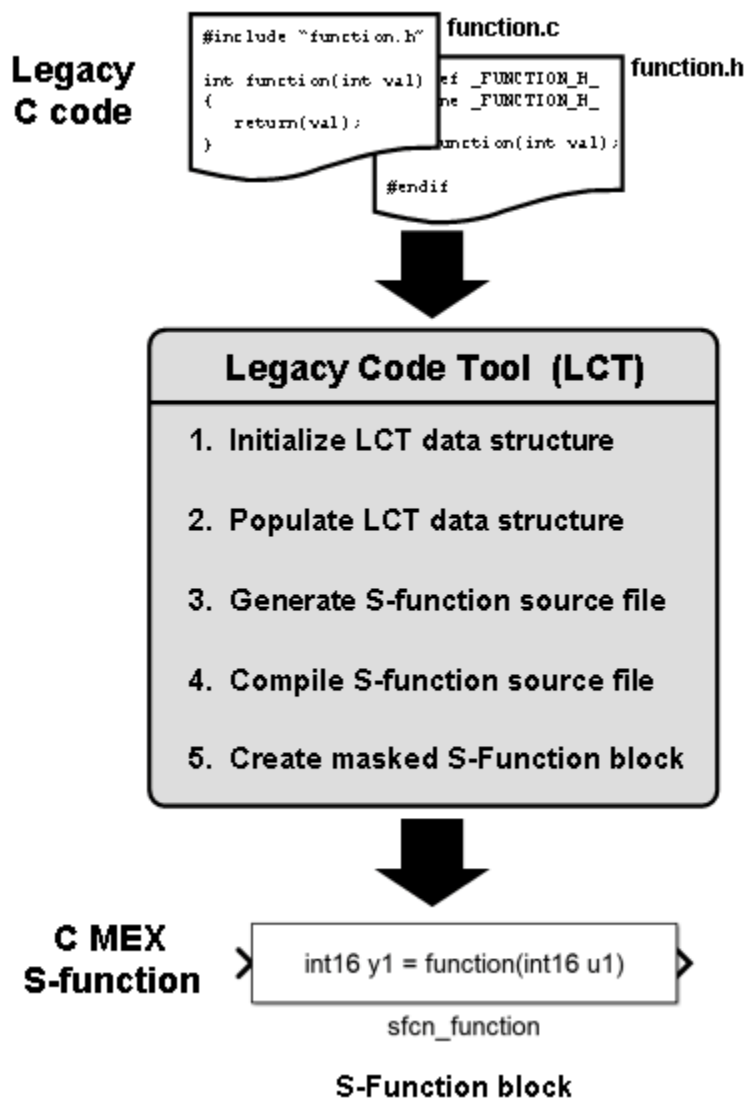 Legacy
C code
function.c
#include "function.h"
int function(int val)
{
return(val);
}
function.h
ef _FUNCTION_H_
ne _FUNCTION_H_
unction(int val);
#endif
Legacy Code Tool (LCT)
1. Initialize LCT data structure
2. Populate LCT data structure
3. Generate S-function source file
4. Compile S-function source file
5. Create masked S-Function block
C MEX
S-function
int16 y1 = function(int16 u1)
sfcn_function
S-Function block